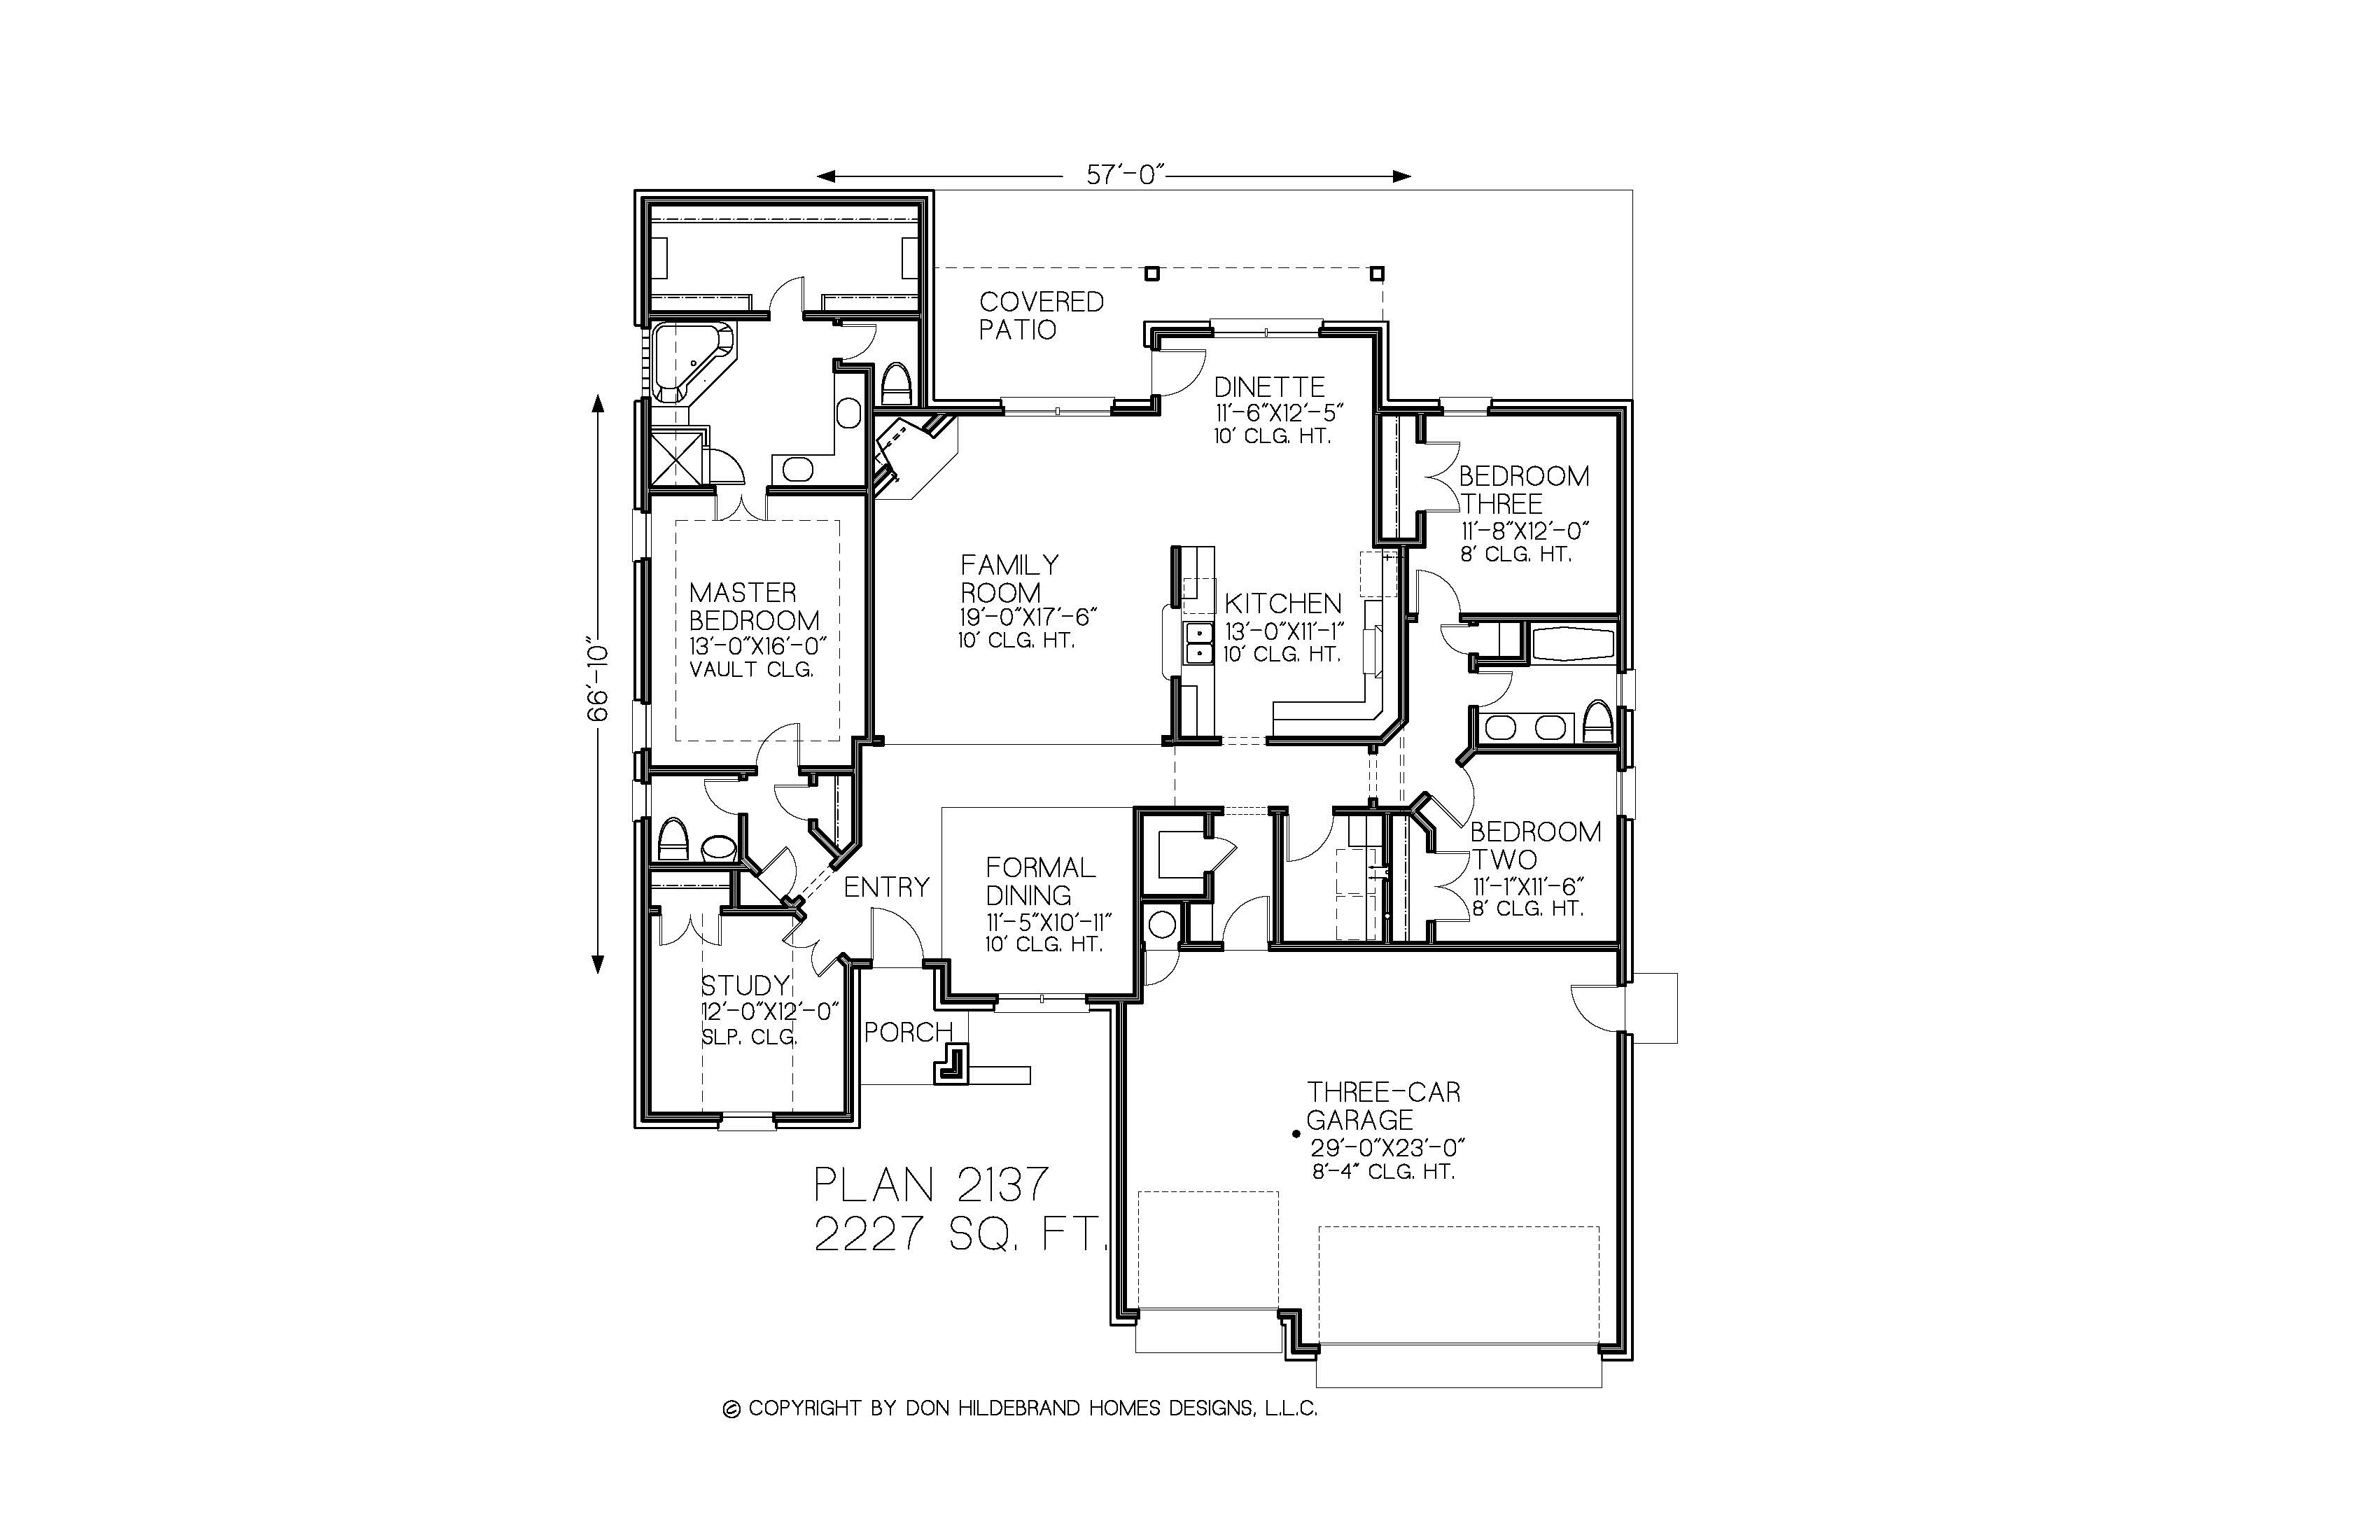 57'-0"
COVERED
PATIO
DINETTE
11'-6"X12'-5"
10' CLG. HT.
BEDROOM
THREE
11'-8"X12'-0"
8' CLG. HT.
FAMILY
ROOM
19'-0"X17'-6"
10' CLG. HT.
KITCHEN
13'-0"X11'-1"
10' CLG. HT.
MASTER
BEDROOM
13'-0"X16'-0"
VAULT CLG.
66'-10"
BEDROOM
TWO
11'-1"X11'-6"
8' CLG. HT.
ENTRY
FORMAL
DINING
11'-5"X10'-11"
10' CLG. HT.
STUDY
12'-0"X12'-0"
SLP. CLG.
PORCH
THREE-CAR
GARAGE
29'-0"X23'-0"
8'-4" CLG. HT.
PLAN 2137
2227 SQ. FT.
© COPYRIGHT BY DON HILDEBRAND HOMES DESIGNS, L.L.C.